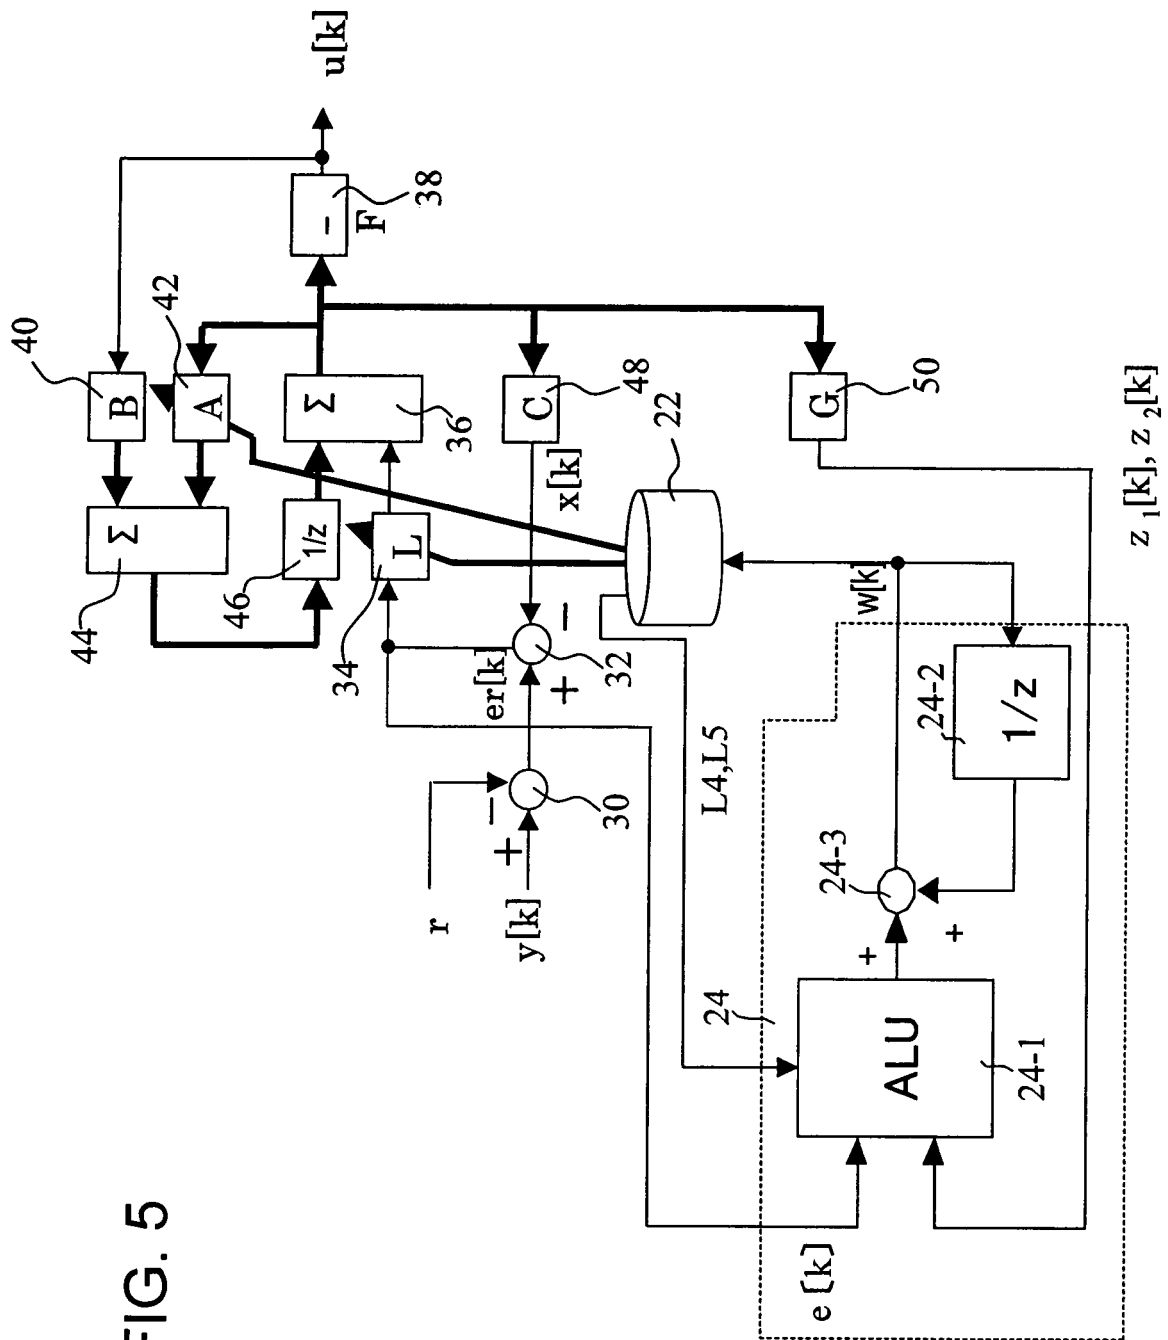 FIG. 5
u[k]
40
42
B
A
44
Σ
F
−
38
46
1/z
Σ
36
34
L
C
48
er[k]
x[k]
+
−
32
22
G
50
r
y[k]
+
−
30
L4,L5
z1[k], z2[k]
w[k]
24
24-3
24-2
1/z
+
+
ALU
24-1
e[k]